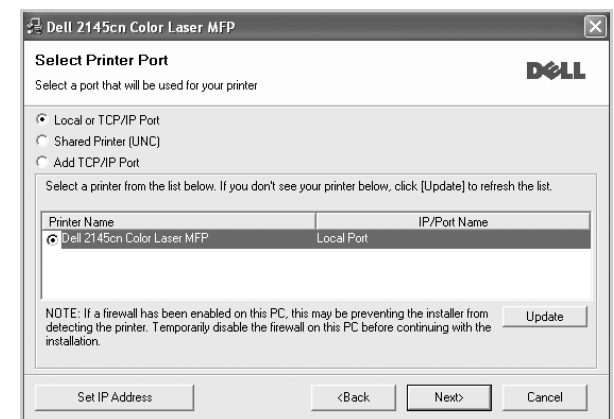 Dell 2145cn Color Laser MFP
Select Printer Port
Select a port that will be used for your printer
DELL
Local or TCP/IP Port
Shared Printer (UNC)
Add TCP/IP Port
Select a printer from the list below. If you don't see your printer below, click [Update] to refresh the list.
Printer Name IP/Port Name
Dell 2145cn Color Laser MFP Local Port
NOTE: If a firewall has been enabled on this PC, this may be preventing the installer from
detecting the printer. Temporarily disable the firewall on this PC before continuing with the
installation.
Update
Set IP Address <Back Next> Cancel